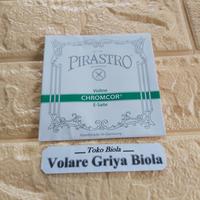 PIRASTRO
Violine
CHROMCOR®
E-Saite
Handmade in Germany
Toko Biola
Volare Griya Biola